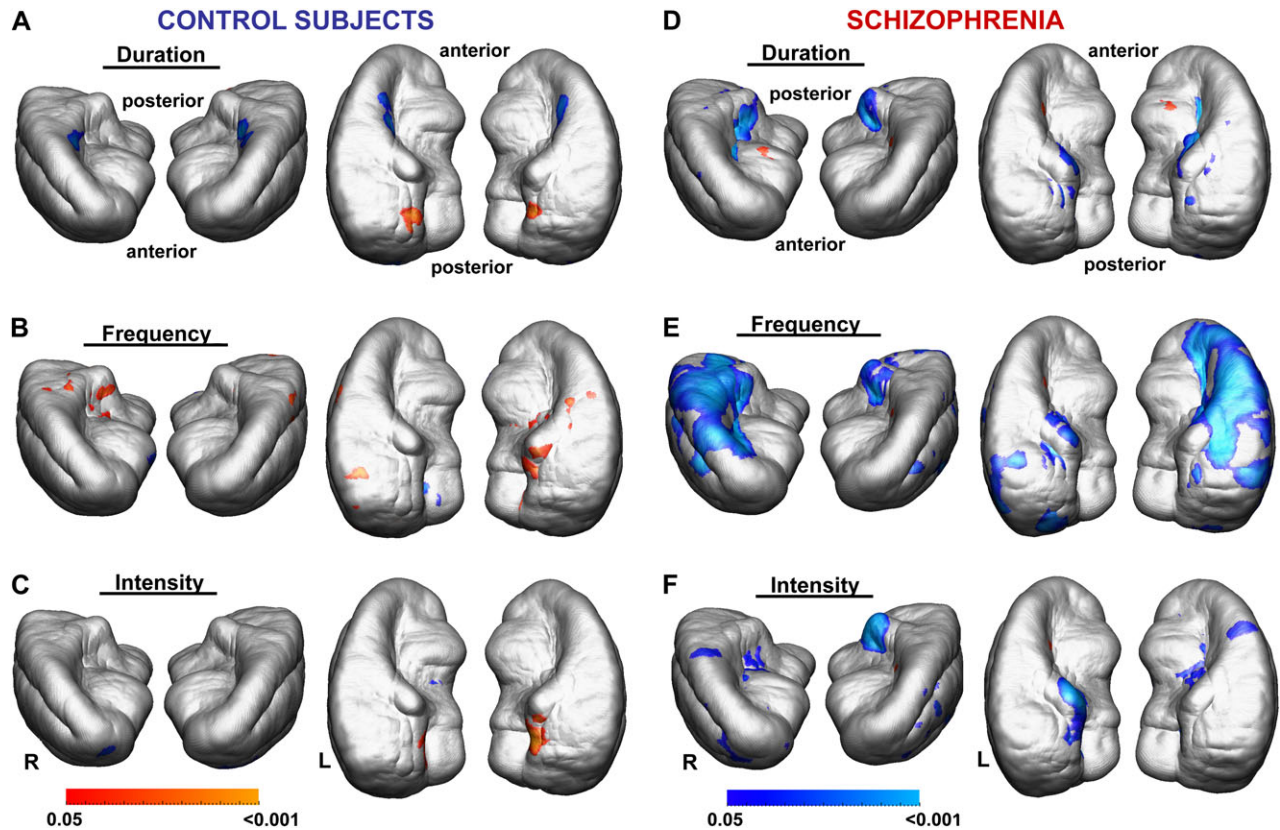 A
CONTROL SUBJECTS
Duration
posterior
anterior
anterior
posterior
B
Frequency
C
Intensity
R
L
0.05
<0.001
D
SCHIZOPHRENIA
Duration
posterior
anterior
anterior
posterior
E
Frequency
F
Intensity
R
L
0.05
<0.001